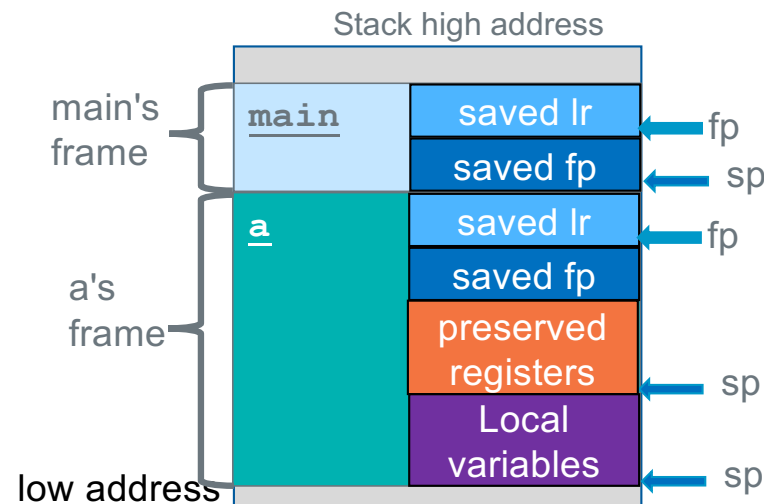 Stack high address
main's
frame
main
saved lr
fp
saved fp
sp
a
saved lr
fp
a's
frame
saved fp
preserved
registers
sp
Local
variables
sp
low address